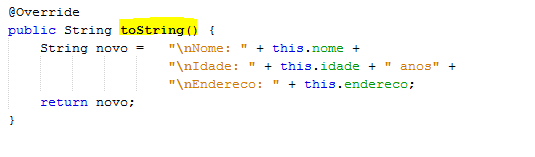 @Override
public String toString() {
    String novo =   "\nNome: " + this.nome +
                    "\nIdade: " + this.idade + " anos" +
                    "\nEndereco: " + this.endereco;
    return novo;
}